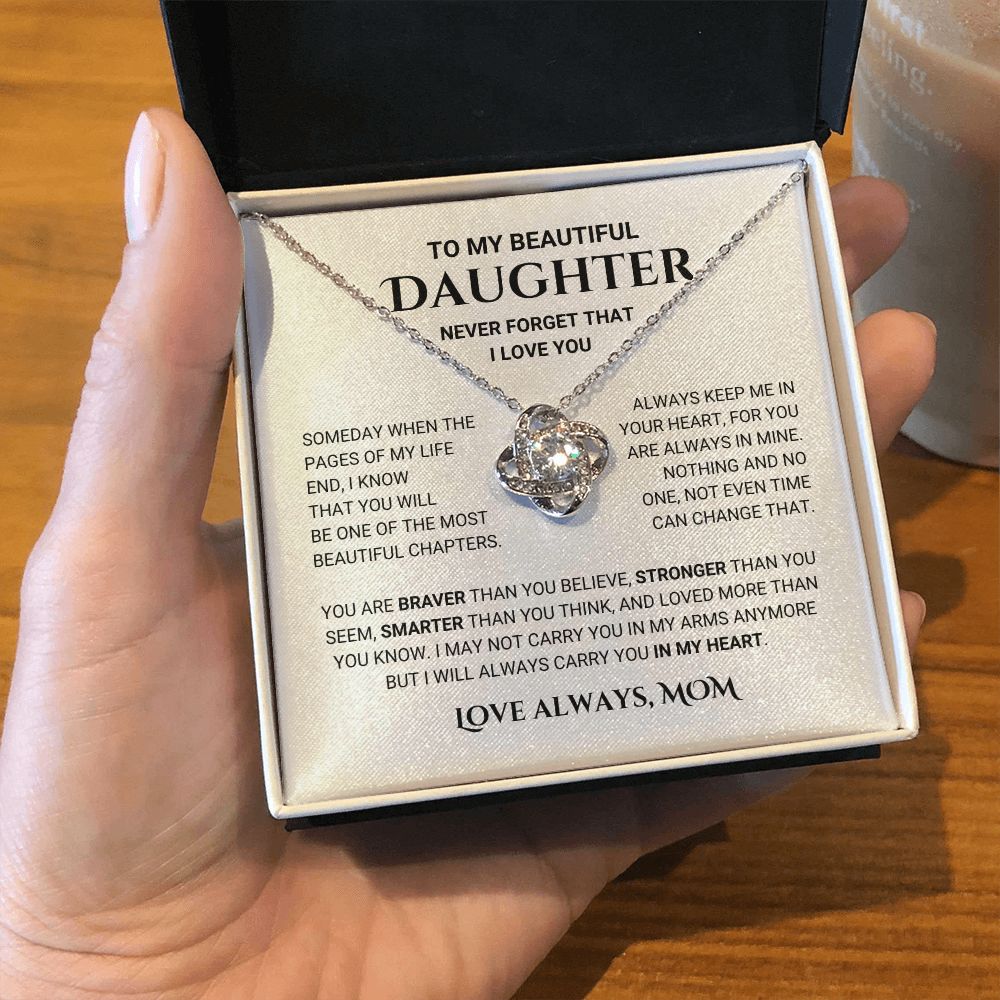 TO MY BEAUTIFUL
DAUGHTER
NEVER FORGET THAT
I LOVE YOU
SOMEDAY WHEN THE
PAGES OF MY LIFE
END, I KNOW
THAT YOU WILL
BE ONE OF THE MOST
BEAUTIFUL CHAPTERS.
ALWAYS KEEP ME IN
YOUR HEART, FOR YOU
ARE ALWAYS IN MINE.
NOTHING AND NO
ONE, NOT EVEN TIME
CAN CHANGE THAT.
YOU ARE BRAVER THAN YOU BELIEVE, STRONGER THAN YOU
SEEM, SMARTER THAN YOU THINK, AND LOVED MORE THAN
YOU KNOW. I MAY NOT CARRY YOU IN MY ARMS ANYMORE
BUT I WILL ALWAYS CARRY YOU IN MY HEART.
LOVE ALWAYS, MOM